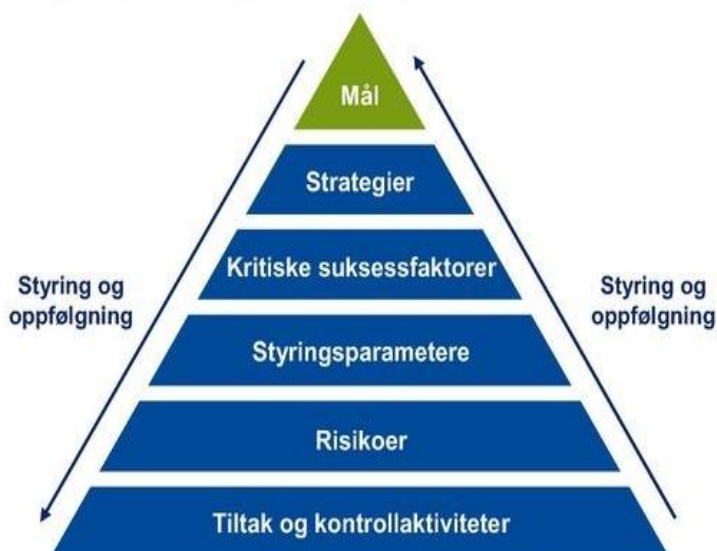 Mål
Strategier
Kritiske suksessfaktorer
Styring og
oppfølgning
Styring og
oppfølgning
Styringsparametere
Risikoer
Tiltak og kontrollaktiviteter